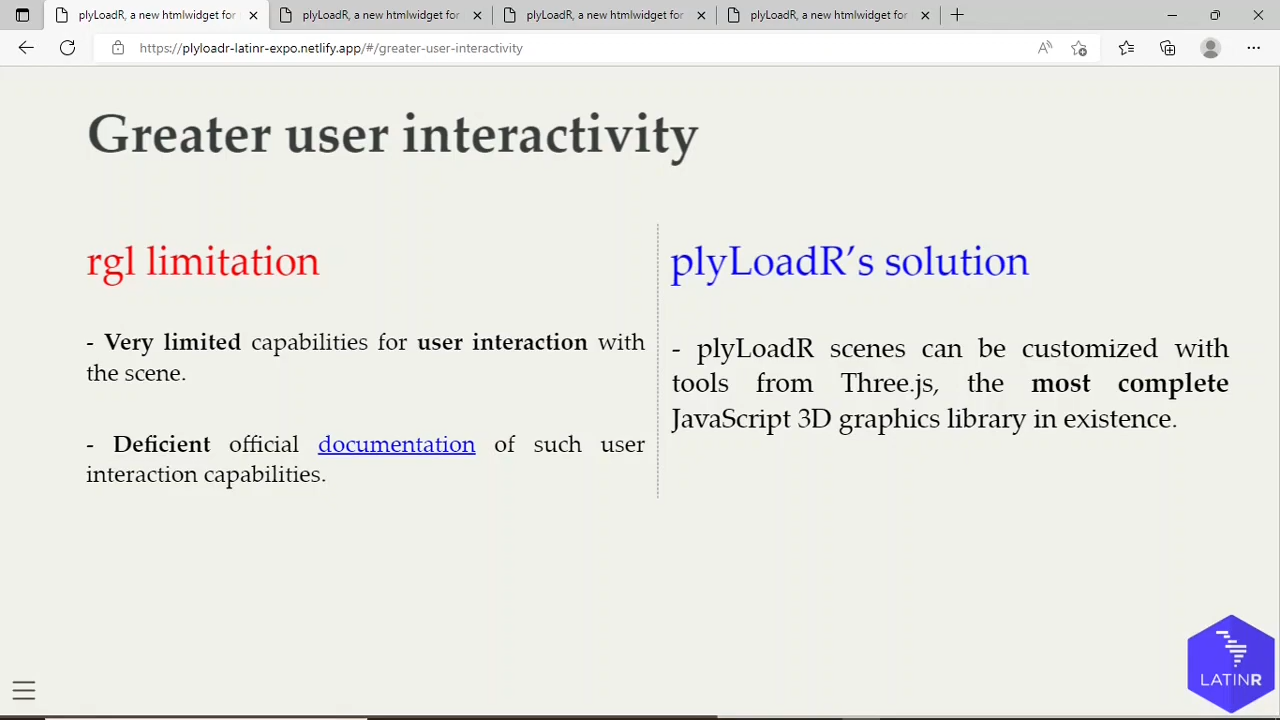 plyLoadR, a new htmlwidget for
plyLoadR, a new htmlwidget for
plyLoadR, a new htmlwidget for
plyLoadR, a new htmlwidget for
https://plyloadr-latinr-expo.netlify.app/#/greater-user-interactivity
Greater user interactivity
rgl limitation
- Very limited capabilities for user interaction with
the scene.
- Deficient official documentation of such user
interaction capabilities.
plyLoadR’s solution
- plyLoadR scenes can be customized with
tools from Three.js, the most complete
JavaScript 3D graphics library in existence.
LATINR